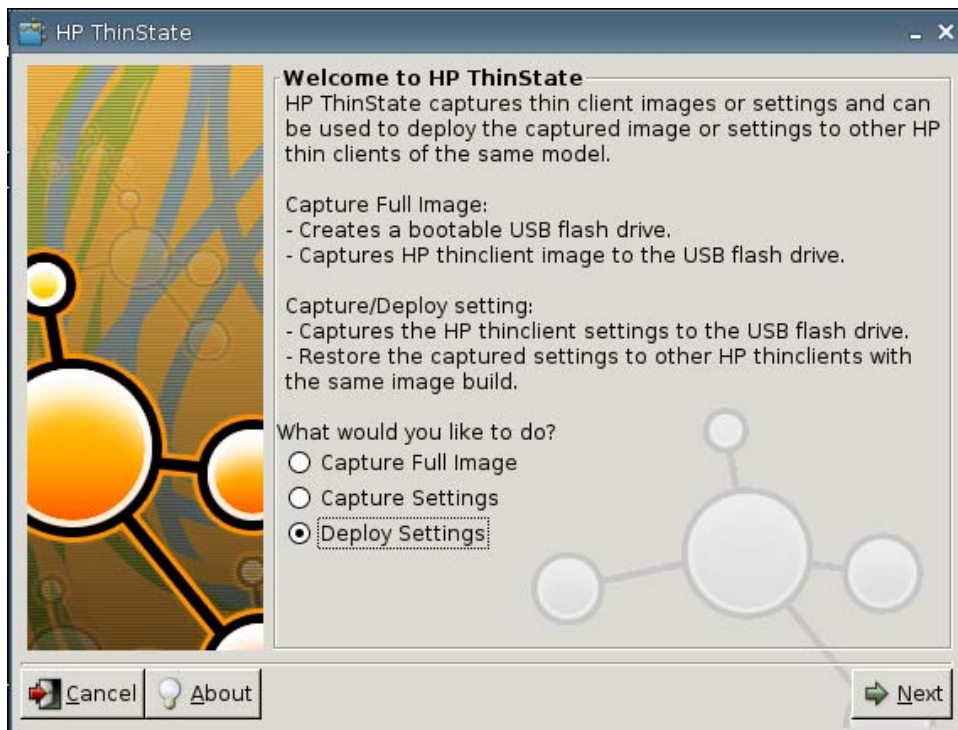 HP ThinState
Welcome to HP ThinState
HP ThinState captures thin client images or settings and can
be used to deploy the captured image or settings to other HP
thin clients of the same model.
Capture Full Image:
- Creates a bootable USB flash drive.
- Captures HP thinclient image to the USB flash drive.
Capture/Deploy setting:
- Captures the HP thinclient settings to the USB flash drive.
- Restore the captured settings to other HP thinclients with
the same image build.
What would you like to do?
Capture Full Image
Capture Settings
Deploy Settings
Cancel About Next